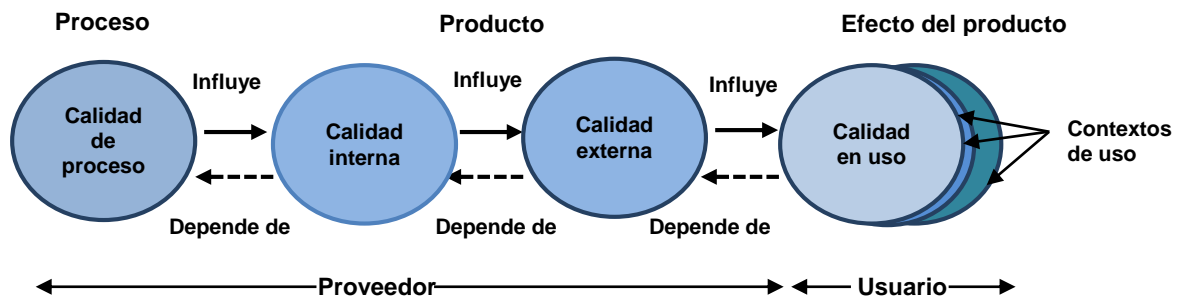 Proceso
Producto
Efecto del producto
Influye
Influye
Influye
Calidad
de
proceso
Calidad
interna
Calidad
externa
Calidad
en uso
Contextos
de uso
Depende de
Depende de
Depende de
Proveedor
Usuario